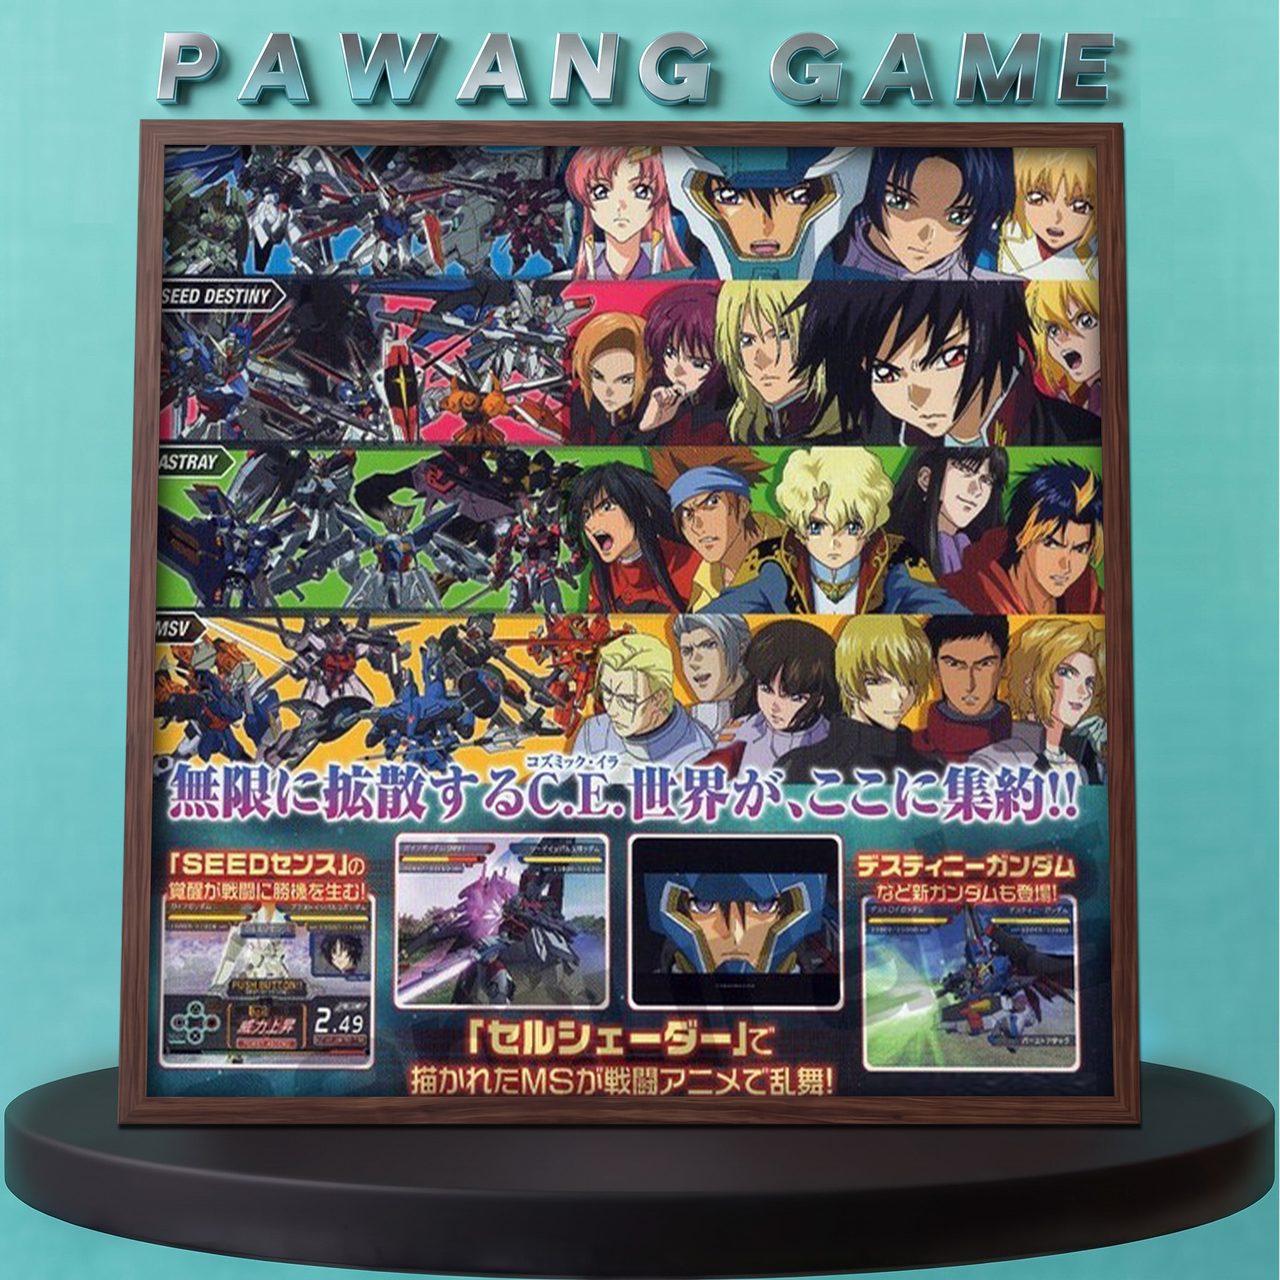 PAWANG GAME
SEED DESTINY
ASTRAY
MSV
コズミック・イラ
無限に拡散するC.E.世界が、ここに集約!!
「SEEDセンス」の
覚醒が戦闘に勝機を生む!
デスティニーガンダム
など新ガンダムも登場!
PUSH BUTTON!!
威力上昇
2.49
「セルシェーダー」で
描かれたMSが戦闘アニメで乱舞!